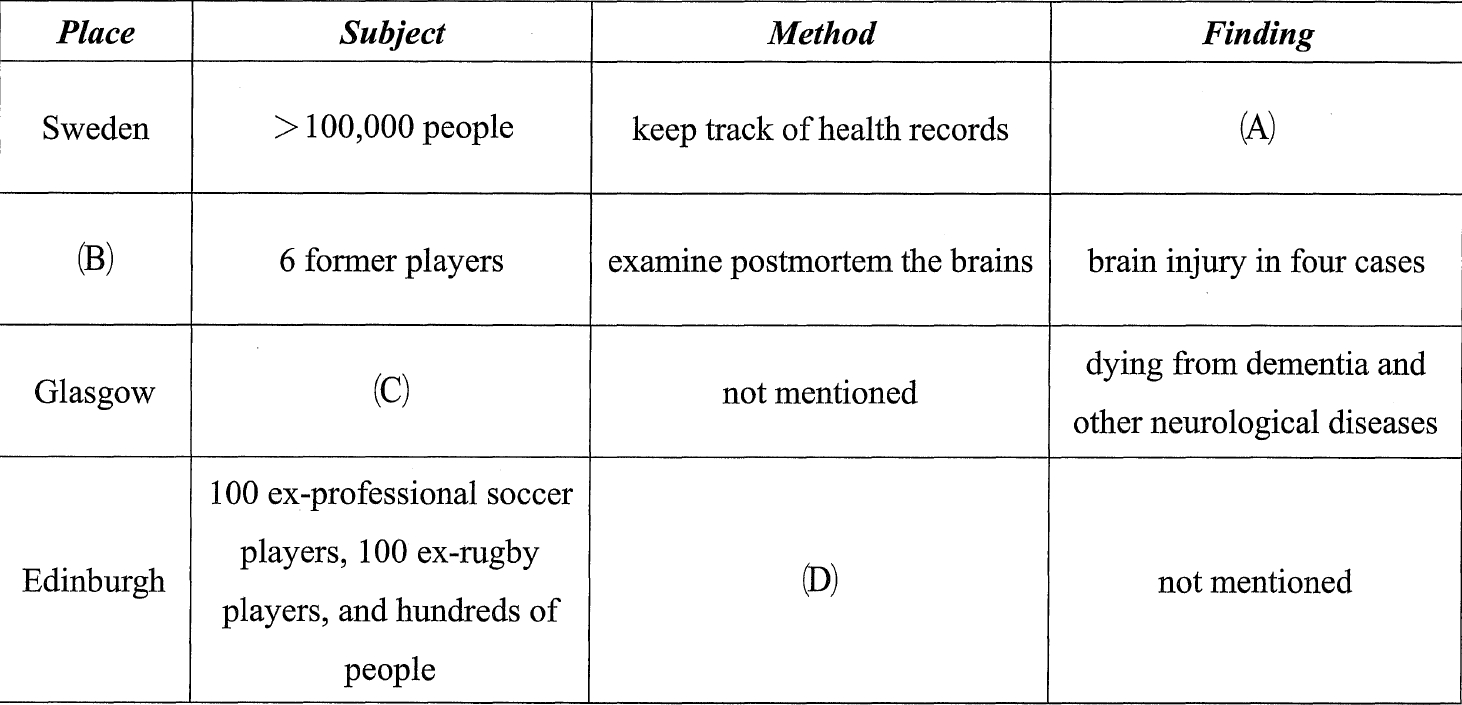 Place Subject Method Finding
Sweden >100,000 people keep track of health records (A)
(B) 6 former players examine postmortem the brains brain injury in four cases
Glasgow (C) not mentioned dying from dementia and
other neurological diseases
Edinburgh 100 ex-professional soccer
players, 100 ex-rugby
players, and hundreds of
people (D) not mentioned